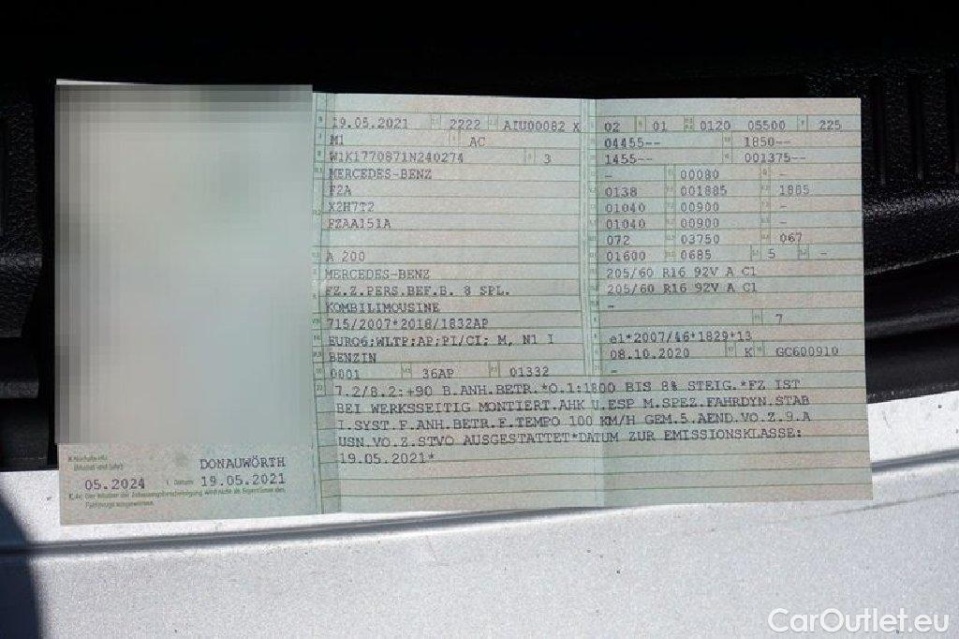 19.05.2021 2222 AIU00082 X
M1 AC
W1K1770871N240274 3
MERCEDES-BENZ
F2A
X2H7T2
FZAA151A
A 200
MERCEDES-BENZ
FZ.Z.PERS.BEF.B. 8 SPL.
KOMBILIMOUSINE
715/2007*2018/1832AP
EURO6;WLTP;AP;PI/CI; M, N1 I
BENZIN
0801 36AP 01332
02 01 0120 05500 225
04455-- 1850--
1455-- 001375--
- 00080 -
0138 001885 1885
01040 00900 -
01040 00900 -
072 03750 067
01600 0685 5 -
205/60 R16 92V A C1
205/60 R16 92V A C1
-
7
e1*2007/46*1829*13
08.10.2020 K GC600910
-
7.2/8.2:+90 B.ANH.BETR.*O.1:1800 BIS 8% STEIG.*FZ IST
BEI WERKSSEITIG MONTIERT.AHK U.ESP M.SPEZ.FAHRDYN.STAB
I.SYST.F.ANH.BETR.F.TEMPO 100 KM/H GEM.5.AEND.VO.Z.9.A
USN.VO.Z.STVO AUSGESTATTET*DATUM ZUR EMISSIONSKLASSE:
19.05.2021*
DONAUWÖRTH
05.2024 I Datum 19.05.2021
CarOutlet.eu